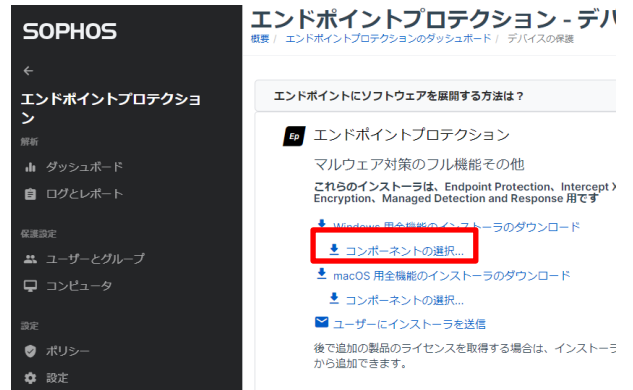 SOPHOS
エンドポイントプロテクション
解析
ダッシュボード
ログとレポート
保護設定
ユーザーとグループ
コンピュータ
設定
ポリシー
設定
エンドポイントプロテクション - デバ
概要 / エンドポイントプロテクションのダッシュボード / デバイスの保護
エンドポイントにソフトウェアを展開する方法は？
Ep エンドポイントプロテクション
マルウェア対策のフル機能その他
これらのインストーラは、Endpoint Protection、Intercept X
Encryption、Managed Detection and Response 用です
Windows 用全機能のインストーラのダウンロード
コンポーネントの選択...
macOS 用全機能のインストーラのダウンロード
コンポーネントの選択...
ユーザーにインストーラを送信
後で追加の製品のライセンスを取得する場合は、インストーラ
から追加できます。